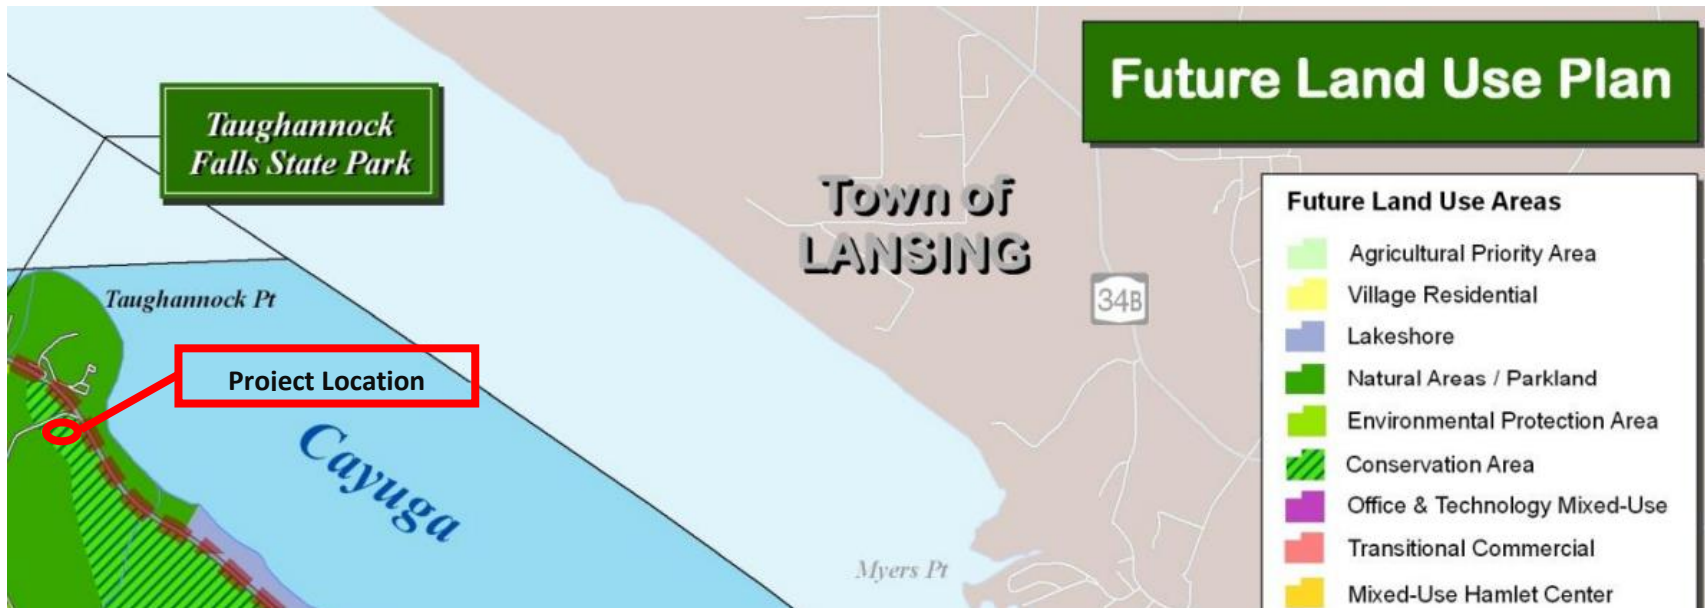 Future Land Use Plan
Taughannock
Falls State Park
Town of
LANSING
Future Land Use Areas
Agricultural Priority Area
Village Residential
Lakeshore
Natural Areas / Parkland
Environmental Protection Area
Conservation Area
Office & Technology Mixed-Use
Transitional Commercial
Mixed-Use Hamlet Center
34B
Taughannock Pt
Project Location
Cayuga
Myers Pt